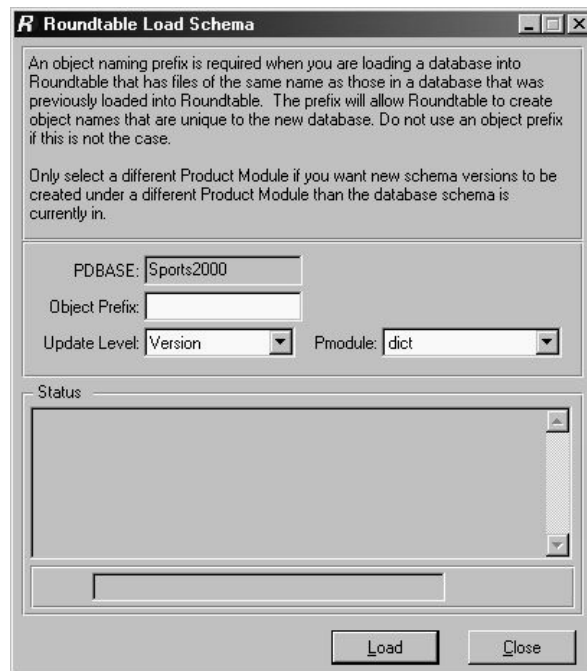 R Roundtable Load Schema
An object naming prefix is required when you are loading a database into
Roundtable that has files of the same name as those in a database that was
previously loaded into Roundtable.  The prefix will allow Roundtable to create
object names that are unique to the new database. Do not use an object prefix
if this is not the case.
Only select a different Product Module if you want new schema versions to be
created under a different Product Module than the database schema is
currently in.
PDBASE: Sports2000
Object Prefix:
Update Level: Version Pmodule: dict
Status
Load Close